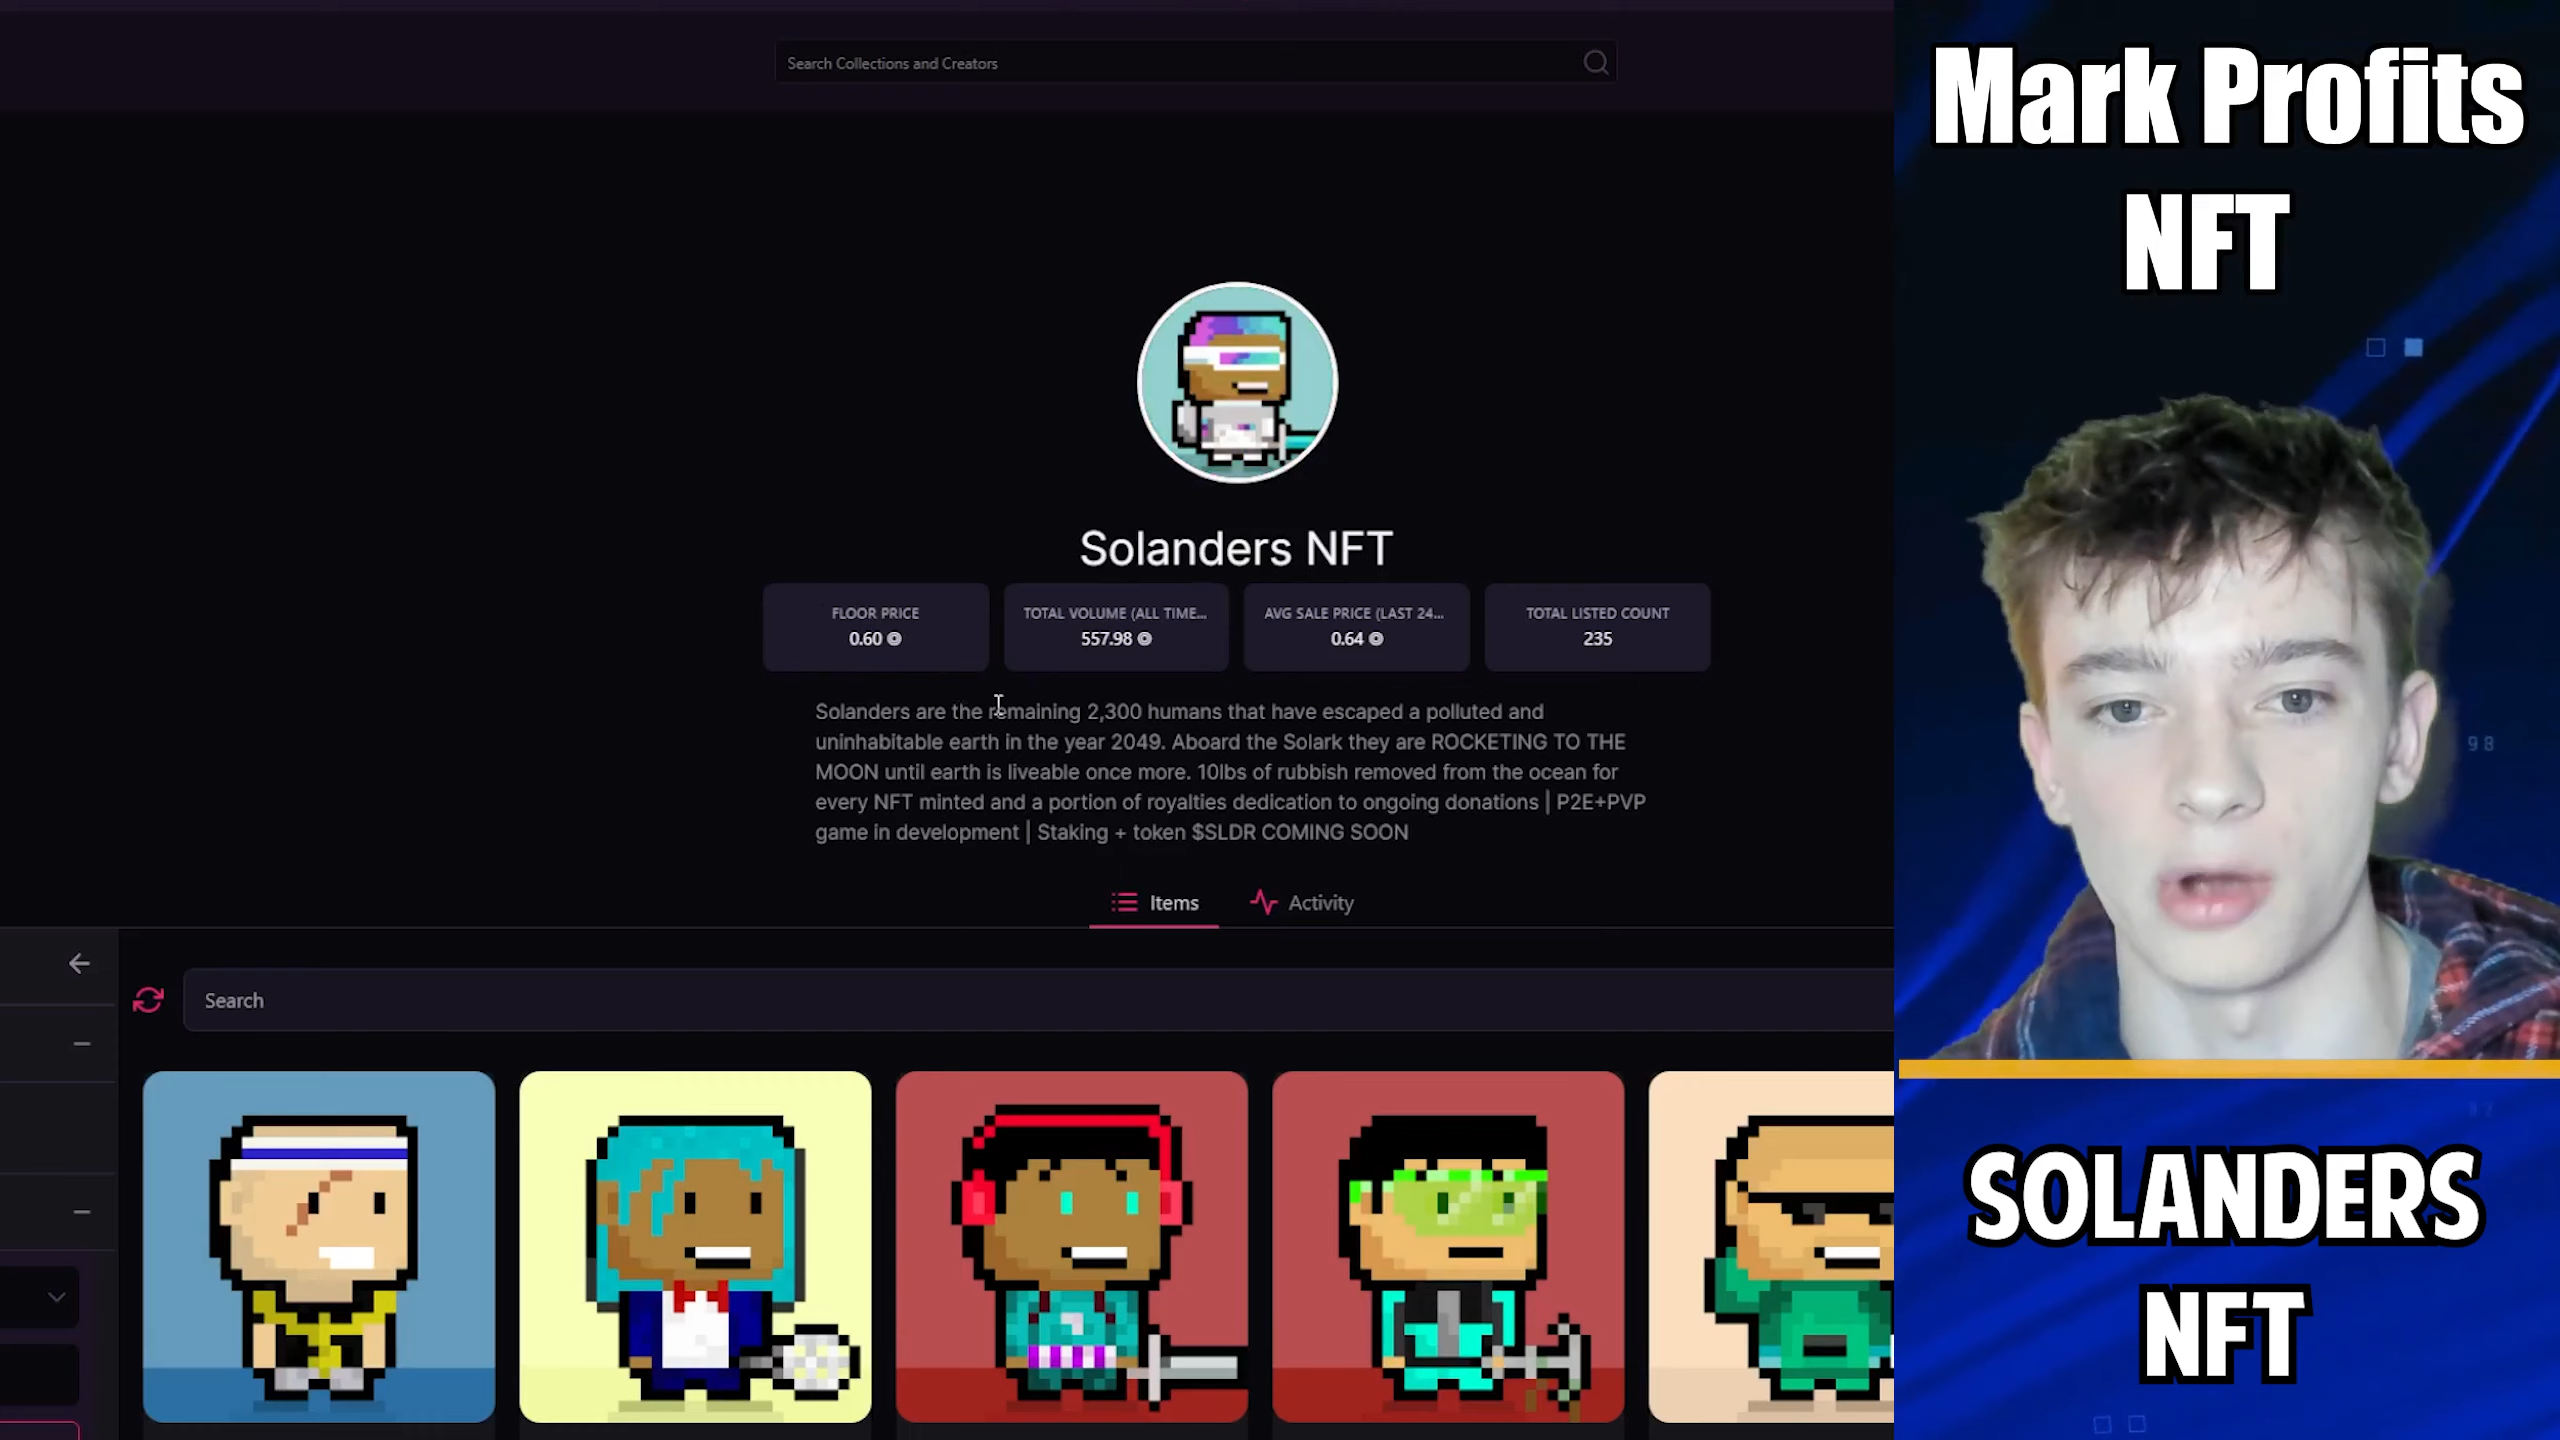 Search Collections and Creators
Solanders NFT
FLOOR PRICE
0.60
TOTAL VOLUME (ALL TIME...
557.98
AVG SALE PRICE (LAST 24...
0.64
TOTAL LISTED COUNT
235
Solanders are the remaining 2,300 humans that have escaped a polluted and
uninhabitable earth in the year 2049. Aboard the Solark they are ROCKETING TO THE
MOON until earth is liveable once more. 10lbs of rubbish removed from the ocean for
every NFT minted and a portion of royalties dedication to ongoing donations | P2E+PVP
game in development | Staking + token $SLDR COMING SOON
Items
Activity
Search
Mark Profits
NFT
98
SOLANDERS
NFT